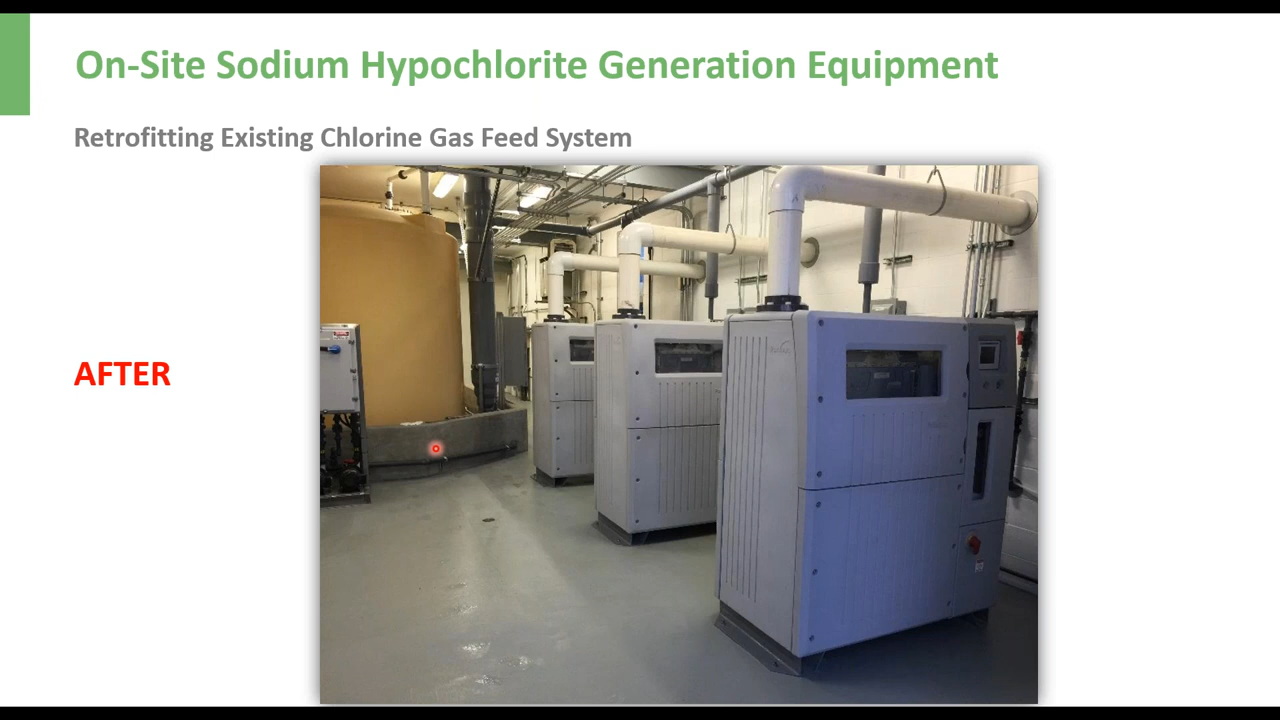 On-Site Sodium Hypochlorite Generation Equipment
Retrofitting Existing Chlorine Gas Feed System
AFTER